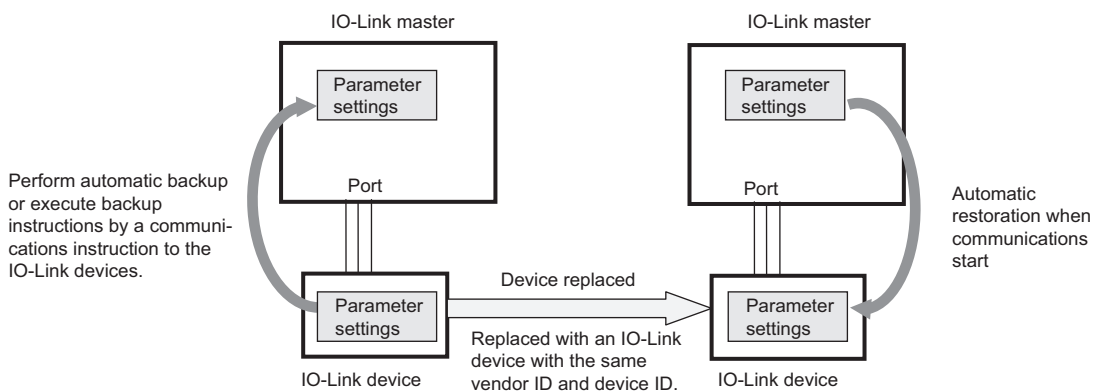 IO-Link master
IO-Link master
Parameter
settings
Parameter
settings
Perform automatic backup
or execute backup
instructions by a communi-
cations instruction to the
IO-Link devices.
Port
Port
Automatic
restoration when
communications
start
Parameter
settings
Device replaced
Parameter
settings
Replaced with an IO-Link
device with the same
vendor ID and device ID.
IO-Link device
IO-Link device